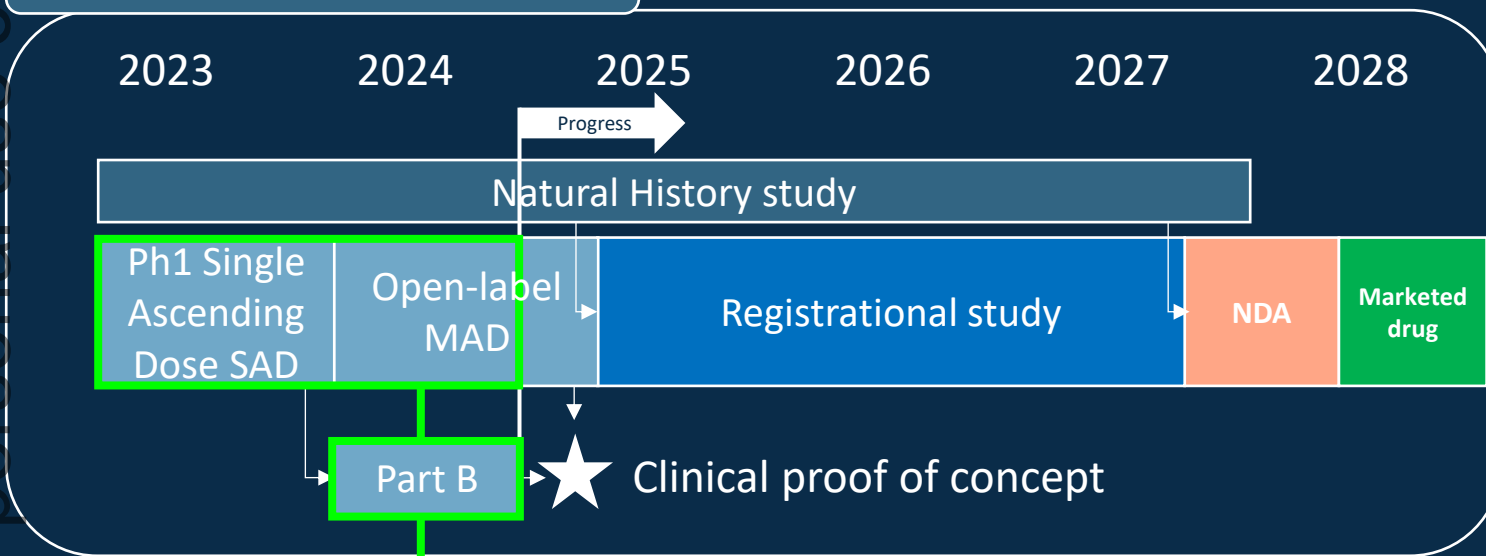 2023 2024 2025 2026 2027 2028
Progress
Natural History study
Ph1 Single
Ascending
Dose SAD
Open-label
MAD
Registrational study
NDA
Marketed
drug
Part B
Clinical proof of concept